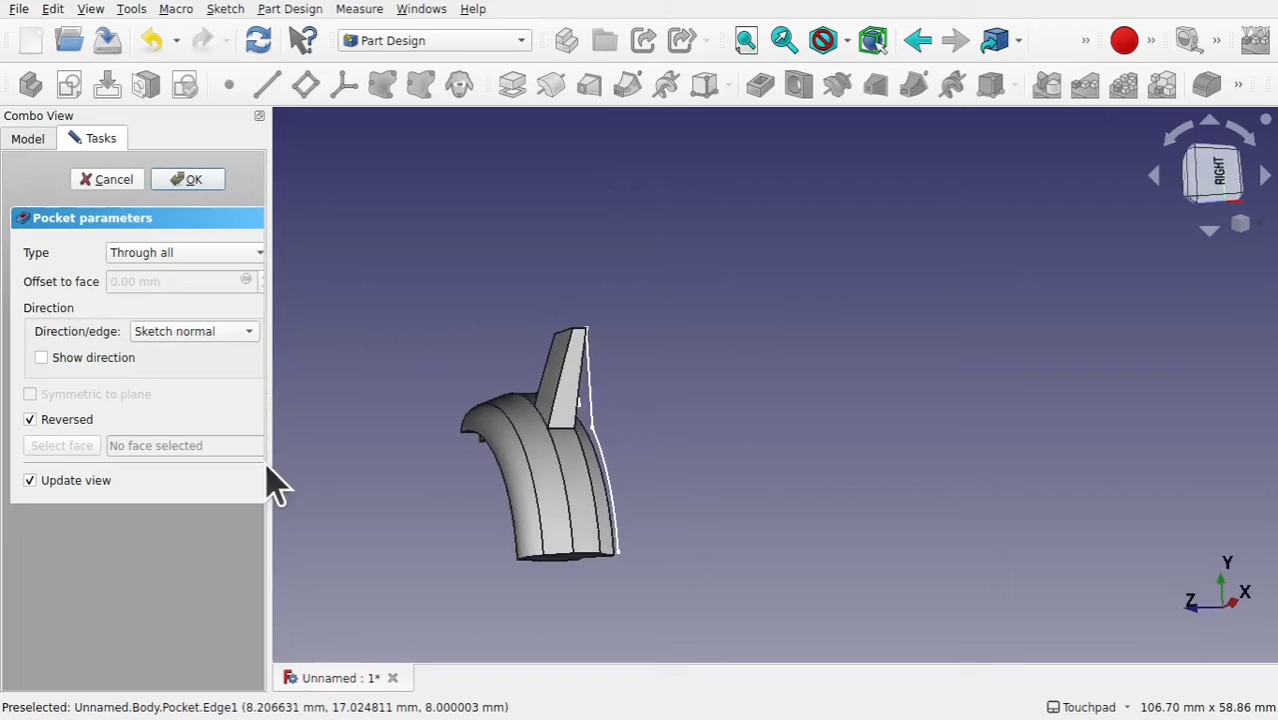 File Edit View Tools Macro Sketch Part Design Measure Windows Help
Part Design
Combo View
Model Tasks
Cancel OK
Pocket parameters
Type Through all
Offset to face 0.00 mm
Direction
Direction/edge: Sketch normal
Show direction
Symmetric to plane
Reversed
Select face No face selected
Update view
RIGHT
Y
X
Z
Unnamed : 1*
Preselected: Unnamed.Body.Pocket.Edge1 (8.206631 mm, 17.024811 mm, 8.000003 mm) Touchpad 106.70 mm x 58.86 mm